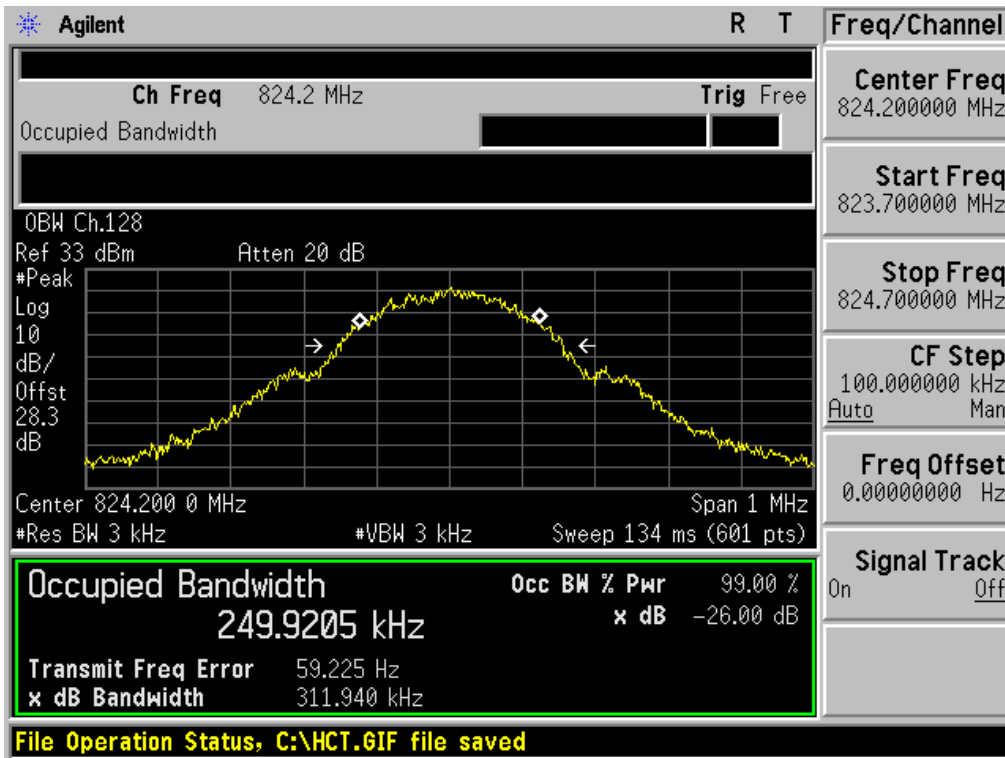 Agilent R T Freq/Channel
Ch Freq 824.2 MHz Trig Free
Occupied Bandwidth
Center Freq
824.200000 MHz
Start Freq
823.700000 MHz
Stop Freq
824.700000 MHz
CF Step
100.000000 kHz
Auto Man
Freq Offset
0.00000000 Hz
Signal Track
On Off
OBW Ch.128
Ref 33 dBm Atten 20 dB
#Peak
Log
10
dB/
Offst
28.3
dB
Center 824.200 0 MHz Span 1 MHz
#Res BW 3 kHz #VBW 3 kHz Sweep 134 ms (601 pts)
Occupied Bandwidth Occ BW % Pwr 99.00 %
249.9205 kHz x dB -26.00 dB
Transmit Freq Error 59.225 Hz
x dB Bandwidth 311.940 kHz
File Operation Status, C:\HCT.GIF file saved